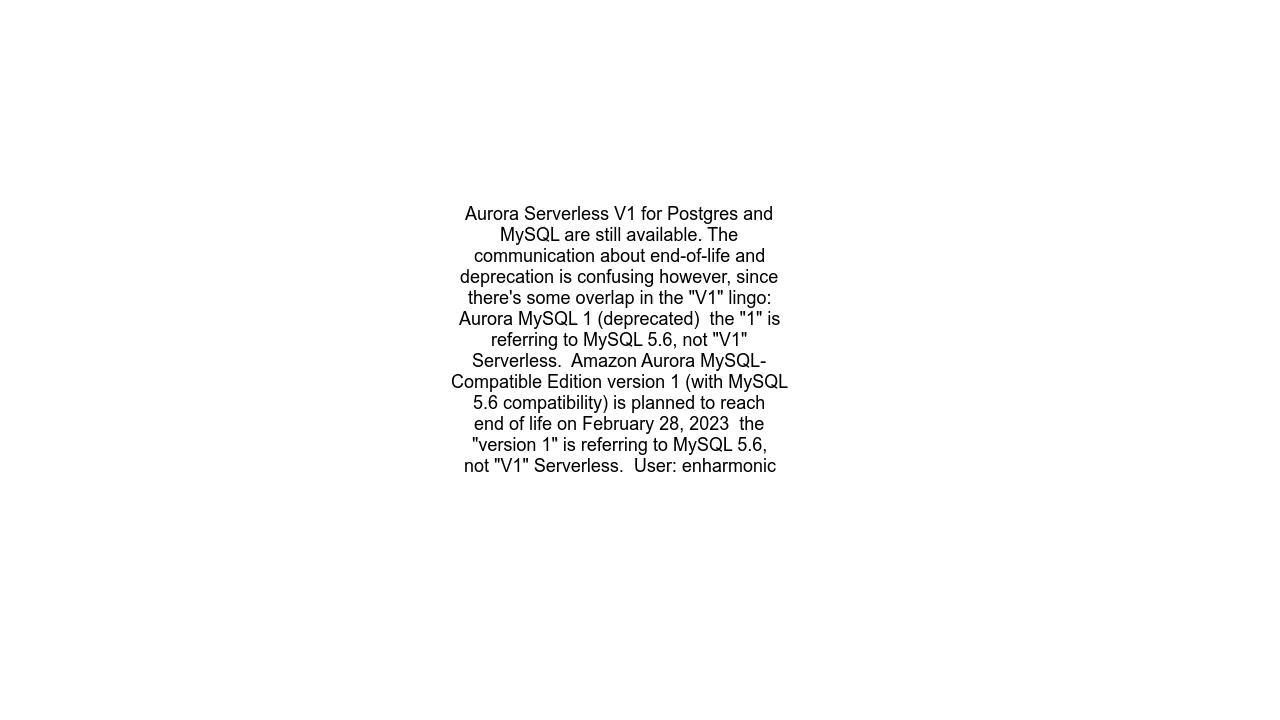 Aurora Serverless V1 for Postgres and
MySQL are still available. The
communication about end-of-life and
deprecation is confusing however, since
there's some overlap in the "V1" lingo:
Aurora MySQL 1 (deprecated)  the "1" is
referring to MySQL 5.6, not "V1"
Serverless.  Amazon Aurora MySQL-
Compatible Edition version 1 (with MySQL
5.6 compatibility) is planned to reach
end of life on February 28, 2023  the
"version 1" is referring to MySQL 5.6,
not "V1" Serverless.  User: enharmonic